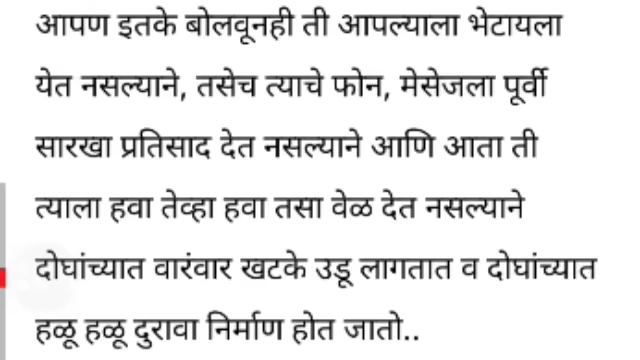 आपण इतके बोलवूनही ती आपल्याला भेटायला
येत नसल्याने, तसेच त्याचे फोन, मेसेजला पूर्वी
सारखा प्रतिसाद देत नसल्याने आणि आता ती
त्याला हवा तेव्हा हवा तसा वेळ देत नसल्याने
दोघांच्यात वारंवार खटके उडू लागतात व दोघांच्यात
हळू हळू दुरावा निर्माण होत जातो..